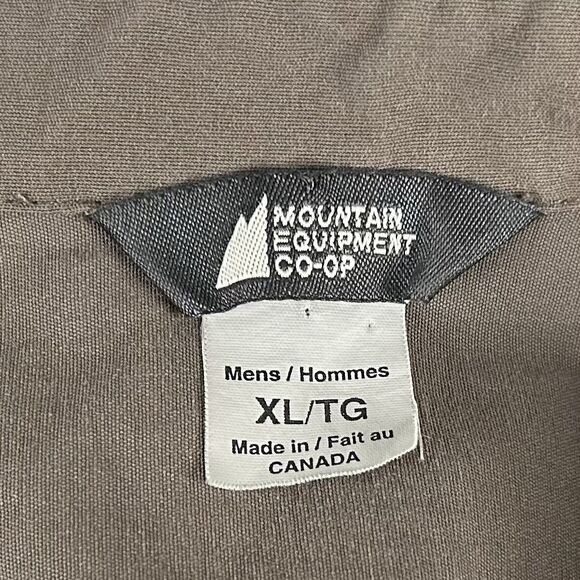 MOUNTAIN
EQUIPMENT
CO-OP
Mens / Hommes
XL/TG
Made in / Fait au
CANADA